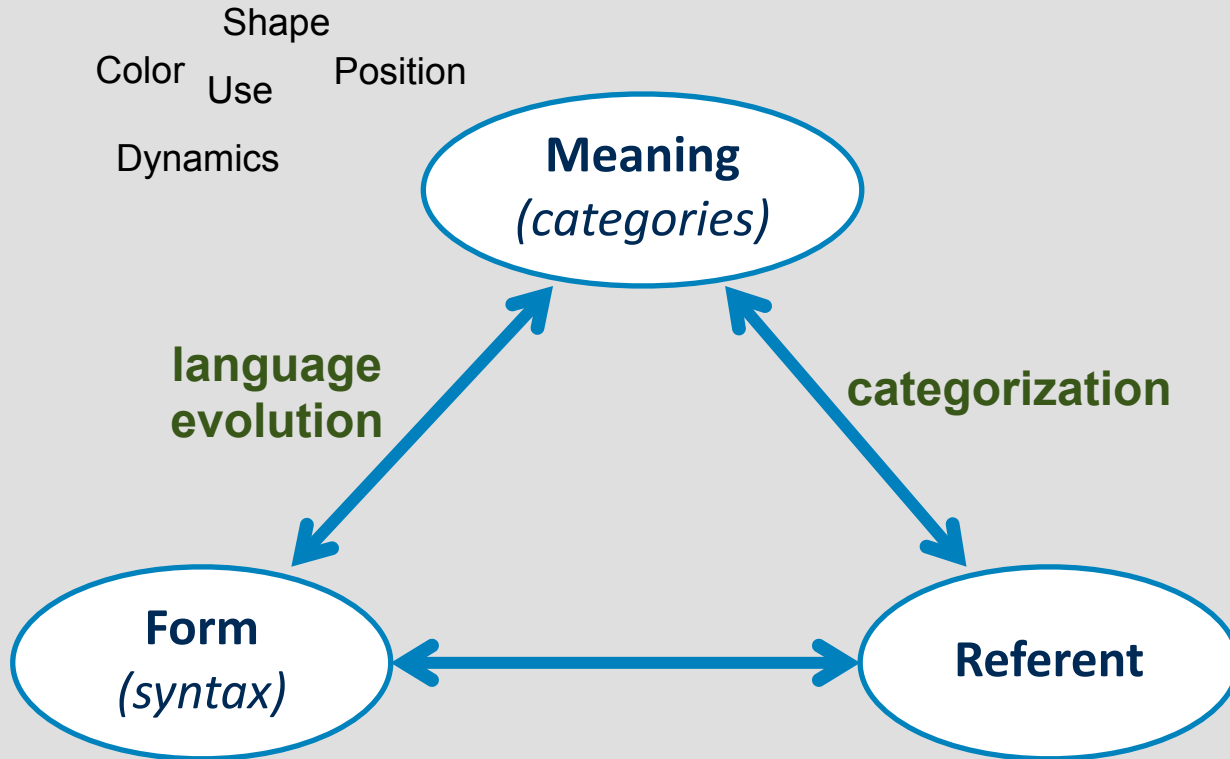 Shape
Color Use Position
Dynamics
Meaning
(categories)
language
evolution
categorization
Form
(syntax)
Referent